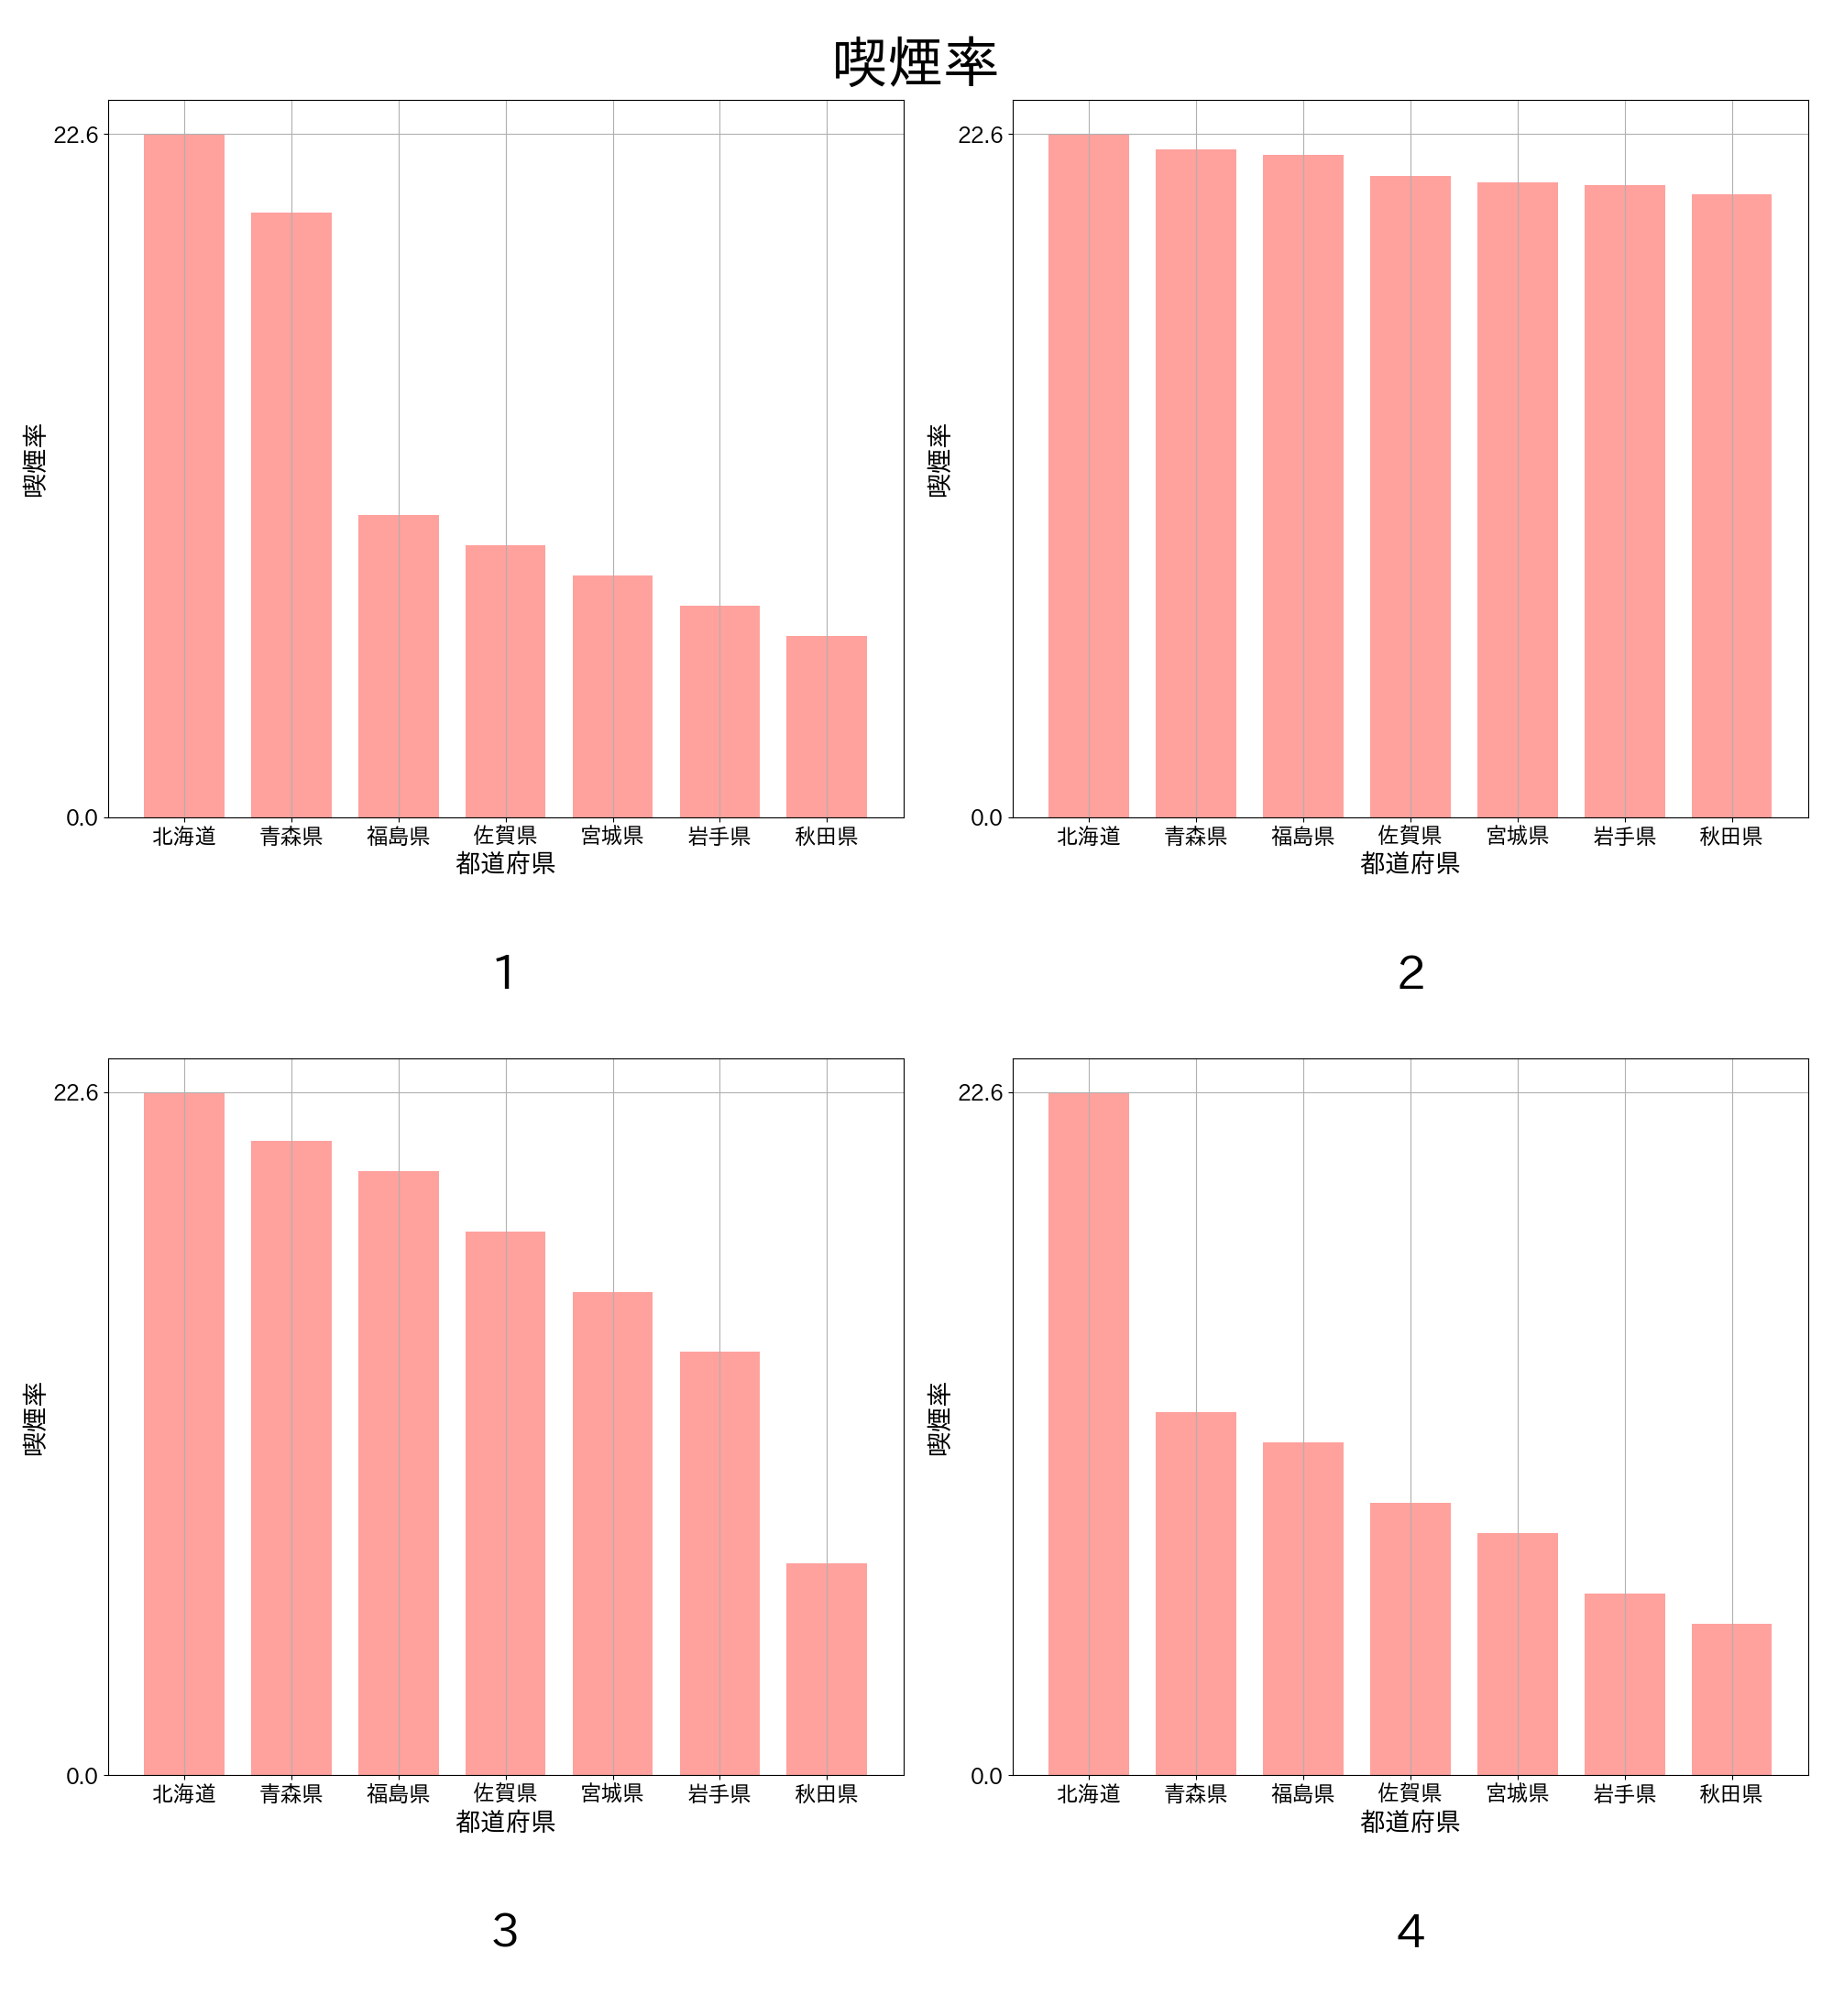 喫煙率
22.6
0.0
喫煙率
北海道 青森県 福島県 佐賀県 宮城県 岩手県 秋田県
都道府県
1
22.6
0.0
喫煙率
北海道 青森県 福島県 佐賀県 宮城県 岩手県 秋田県
都道府県
2
22.6
0.0
喫煙率
北海道 青森県 福島県 佐賀県 宮城県 岩手県 秋田県
都道府県
3
22.6
0.0
喫煙率
北海道 青森県 福島県 佐賀県 宮城県 岩手県 秋田県
都道府県
4